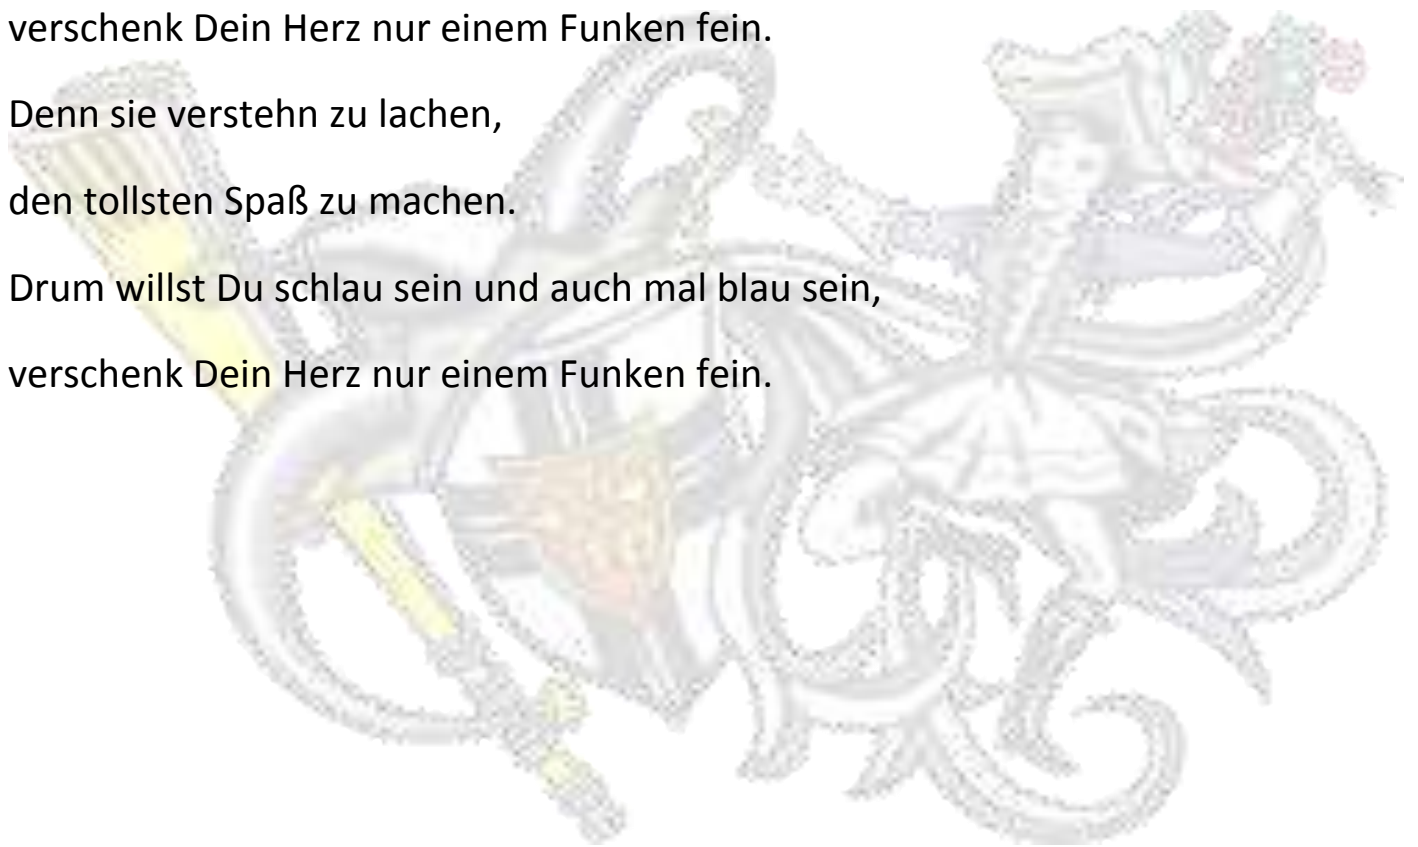 verschenk Dein Herz nur einem Funken fein.
Denn sie verstehn zu lachen,
den tollsten Spaß zu machen.
Drum willst Du schlau sein und auch mal blau sein,
verschenk Dein Herz nur einem Funken fein.